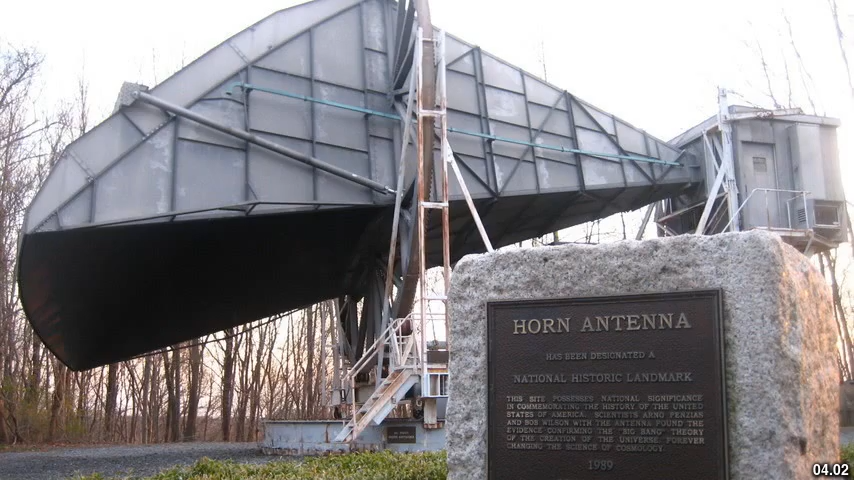 HORN ANTENNA
HAS BEEN DESIGNATED A
NATIONAL HISTORIC LANDMARK
THIS SITE POSSESSES NATIONAL SIGNIFICANCE
IN COMMEMORATING THE HISTORY OF THE UNITED
STATES OF AMERICA. SCIENTISTS ARNO PENZIAS
AND BOB WILSON WITH THE ANTENNA FOUND THE
EVIDENCE CONFIRMING THE "BIG BANG" THEORY
OF THE CREATION OF THE UNIVERSE. FOREVER
CHANGING THE SCIENCE OF COSMOLOGY.
1989
04.02